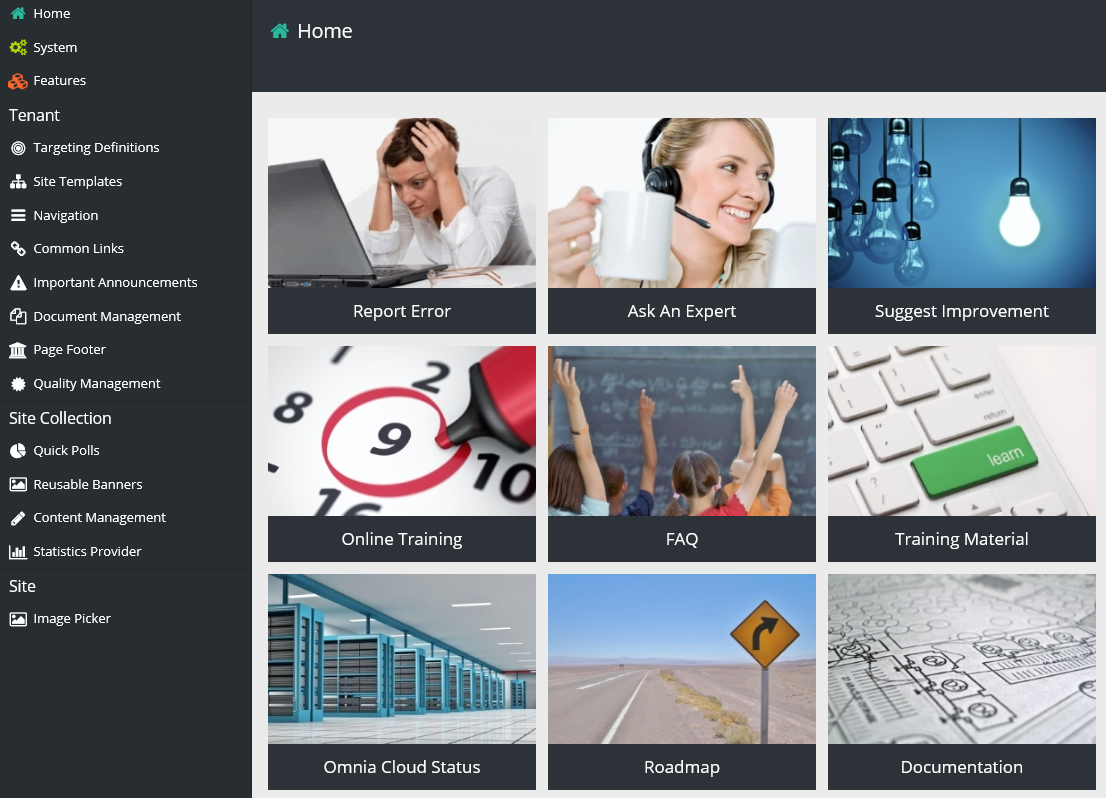 Home
System
Features
Tenant
Targeting Definitions
Site Templates
Navigation
Common Links
Important Announcements
Document Management
Page Footer
Quality Management
Site Collection
Quick Polls
Reusable Banners
Content Management
Statistics Provider
Site
Image Picker
Home
Report Error
Ask An Expert
Suggest Improvement
1 2
8 9 10
16
Online Training
FAQ
enter
return
learn
Training Material
Omnia Cloud Status
Roadmap
Documentation